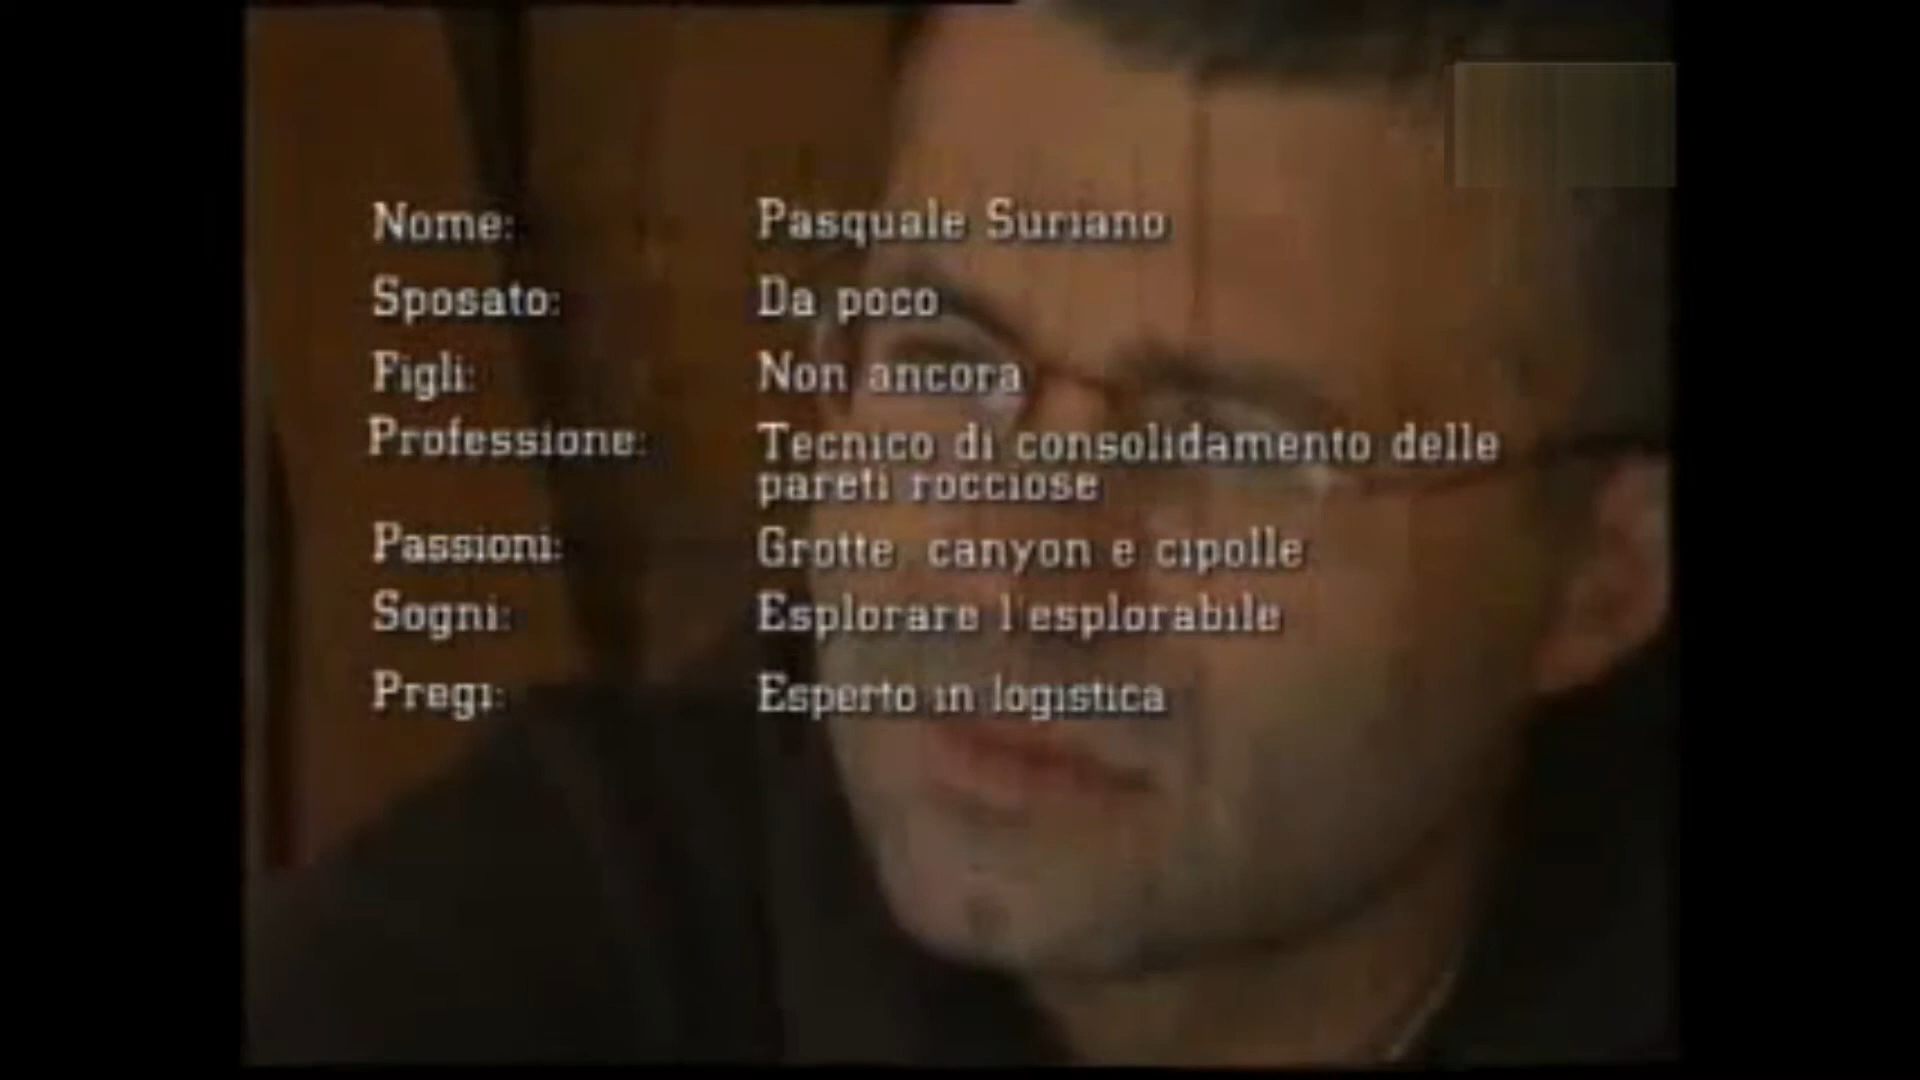 Nome: Pasquale Suriano
Sposato: Da poco
Figli: Non ancora
Professione: Tecnico di consolidamento delle
pareti rocciose
Passioni: Grotte, canyon e cipolle
Sogni: Esplorare l'esplorabile
Pregi: Esperto in logistica